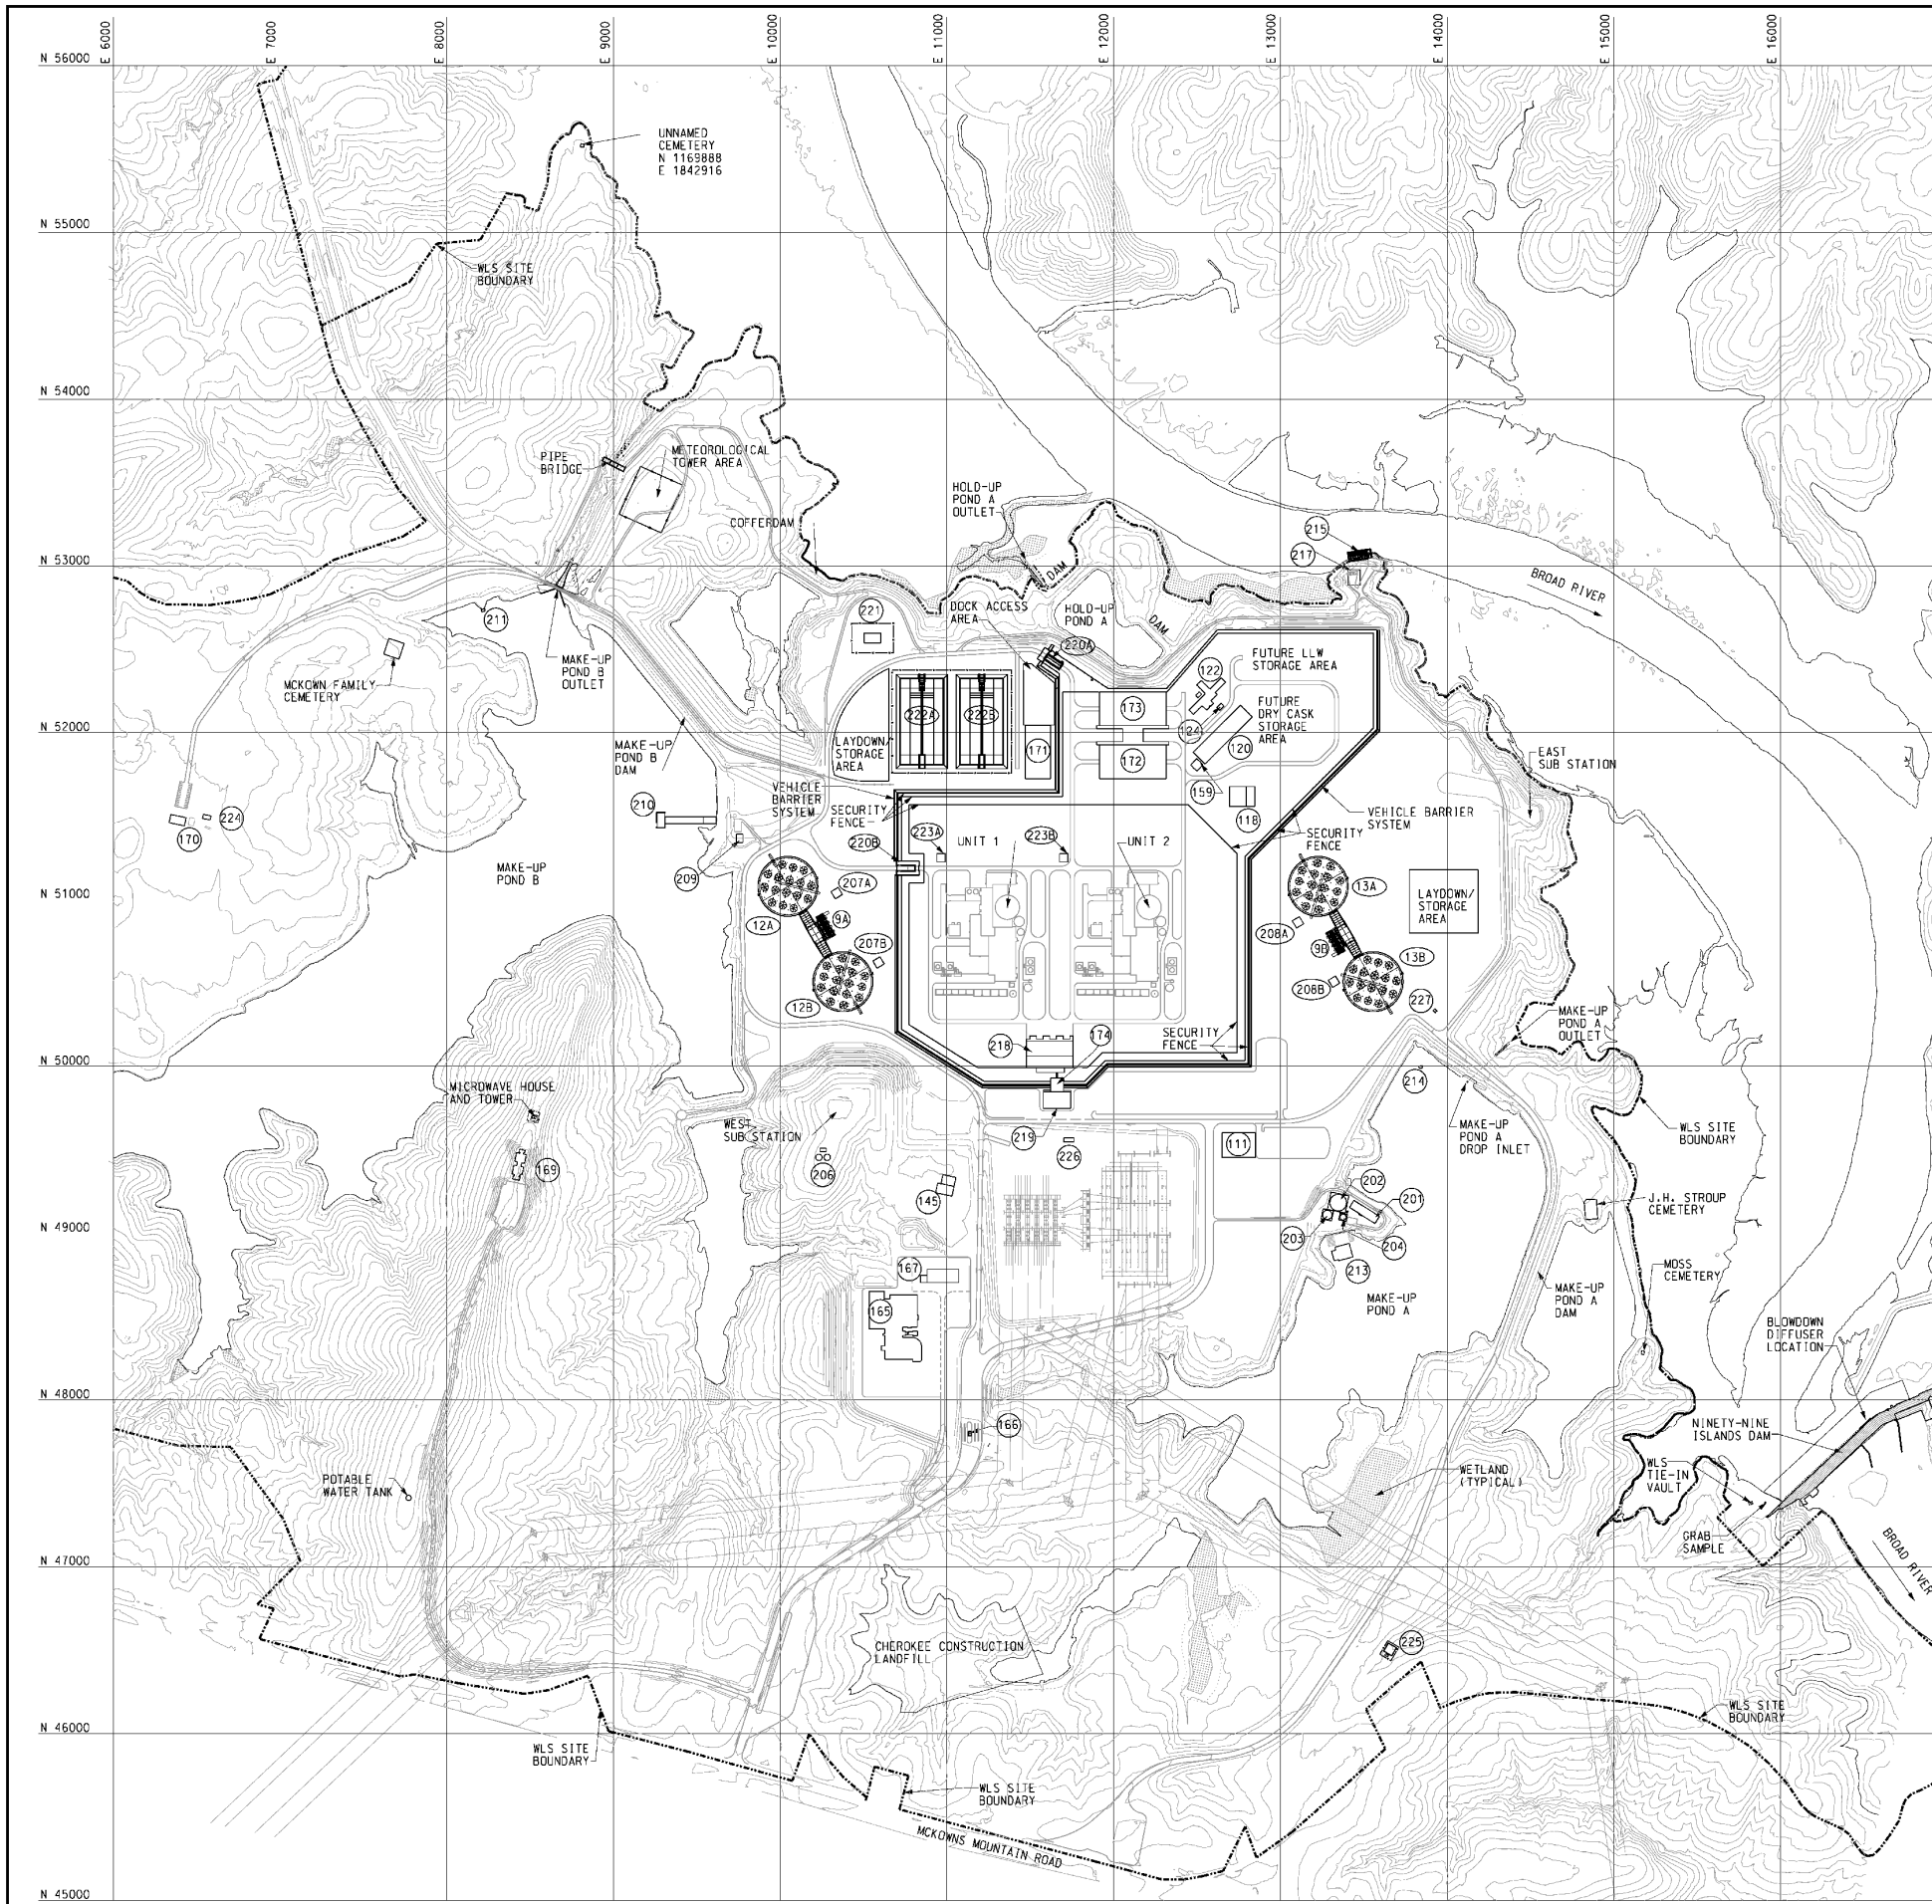 E 6000
E 7000
E 8000
E 9000
E 10000
E 11000
E 12000
E 13000
E 14000
E 15000
E 16000
N 56000
UNNAMED
CEMETERY
N 1169888
E 1842916
N 55000
WLS SITE
BOUNDARY
N 54000
PIPE
BRIDGE
METEOROLOGICAL
TOWER AREA
HOLD-UP
POND A
OUTLET
COFFERDAM
215
217
N 53000
DAM
BROAD RIVER
211
221
DOCK ACCESS
AREA
HOLD-UP
POND A
DAM
220A
MCKOWN FAMILY
CEMETERY
MAKE-UP
POND B
OUTLET
122
FUTURE LLW
STORAGE AREA
N 52000
222A
222B
173
124
FUTURE
DRY CASK
STORAGE
AREA
MAKE-UP
POND B
DAM
LAYDOWN/
STORAGE
AREA
171
172
120
EAST
SUB STATION
210
VEHICLE
BARRIER
SYSTEM
SECURITY
FENCE
159
118
VEHICLE BARRIER
SYSTEM
170
224
223A
UNIT 1
223B
UNIT 2
SECURITY
FENCE
220B
N 51000
MAKE-UP
POND B
209
207A
13A
LAYDOWN/
STORAGE
AREA
12A
9A
208A
207B
9B
13B
12B
208B
227
MAKE-UP
POND A
OUTLET
N 50000
218
174
SECURITY
FENCE
214
MICROWAVE HOUSE
AND TOWER
WEST
SUB STATION
219
226
111
MAKE-UP
POND A
DROP INLET
WLS SITE
BOUNDARY
169
206
145
202
201
J.H. STROUP
CEMETERY
N 49000
203
204
167
213
MOSS
CEMETERY
165
MAKE-UP
POND A
MAKE-UP
POND A
DAM
BLOWDOWN
DIFFUSER
LOCATION
N 48000
166
NINETY-NINE
ISLANDS DAM
POTABLE
WATER TANK
WETLAND
(TYPICAL)
WLS
TIE-IN
VAULT
GRAB
SAMPLE
BROAD RIVER
N 47000
CHEROKEE CONSTRUCTION
LANDFILL
225
N 46000
WLS SITE
BOUNDARY
WLS SITE
BOUNDARY
WLS SITE
BOUNDARY
MCKOWNS MOUNTAIN ROAD
N 45000